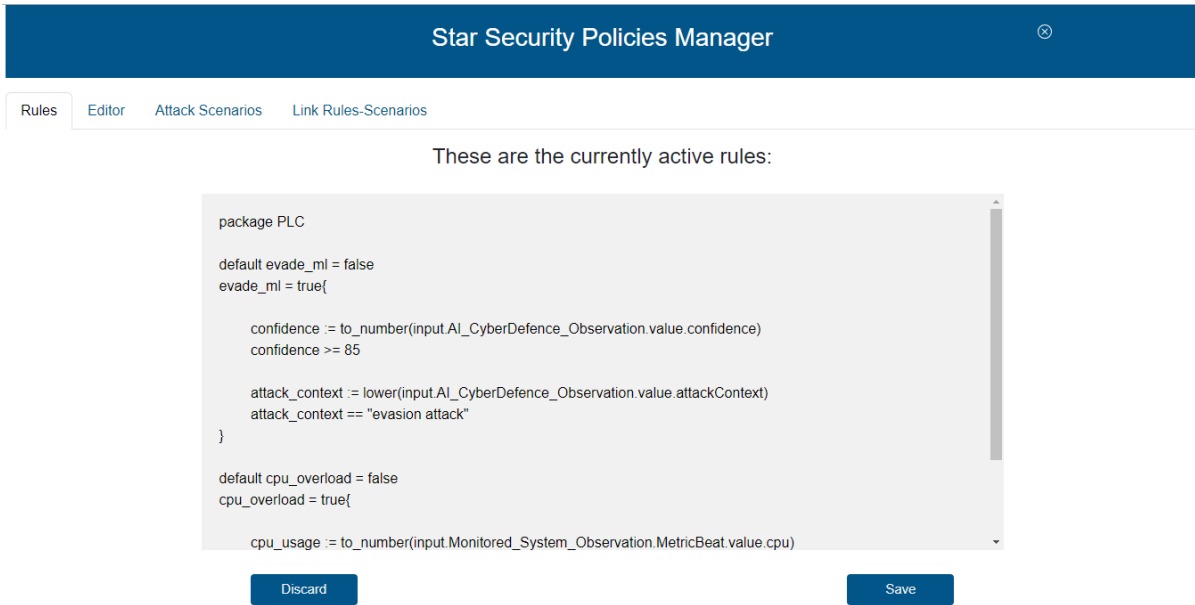 Star Security Policies Manager
Rules Editor Attack Scenarios Link Rules-Scenarios
These are the currently active rules:
package PLC
default evade_ml = false
evade_ml = true{
confidence := to_number(input.AI_CyberDefence_Observation.value.confidence)
confidence >= 85
attack_context := lower(input.AI_CyberDefence_Observation.value.attackContext)
attack_context == "evasion attack"
}
default cpu_overload = false
cpu_overload = true{
cpu_usage := to_number(input.Monitored_System_Observation.MetricBeat.value.cpu)
Discard Save